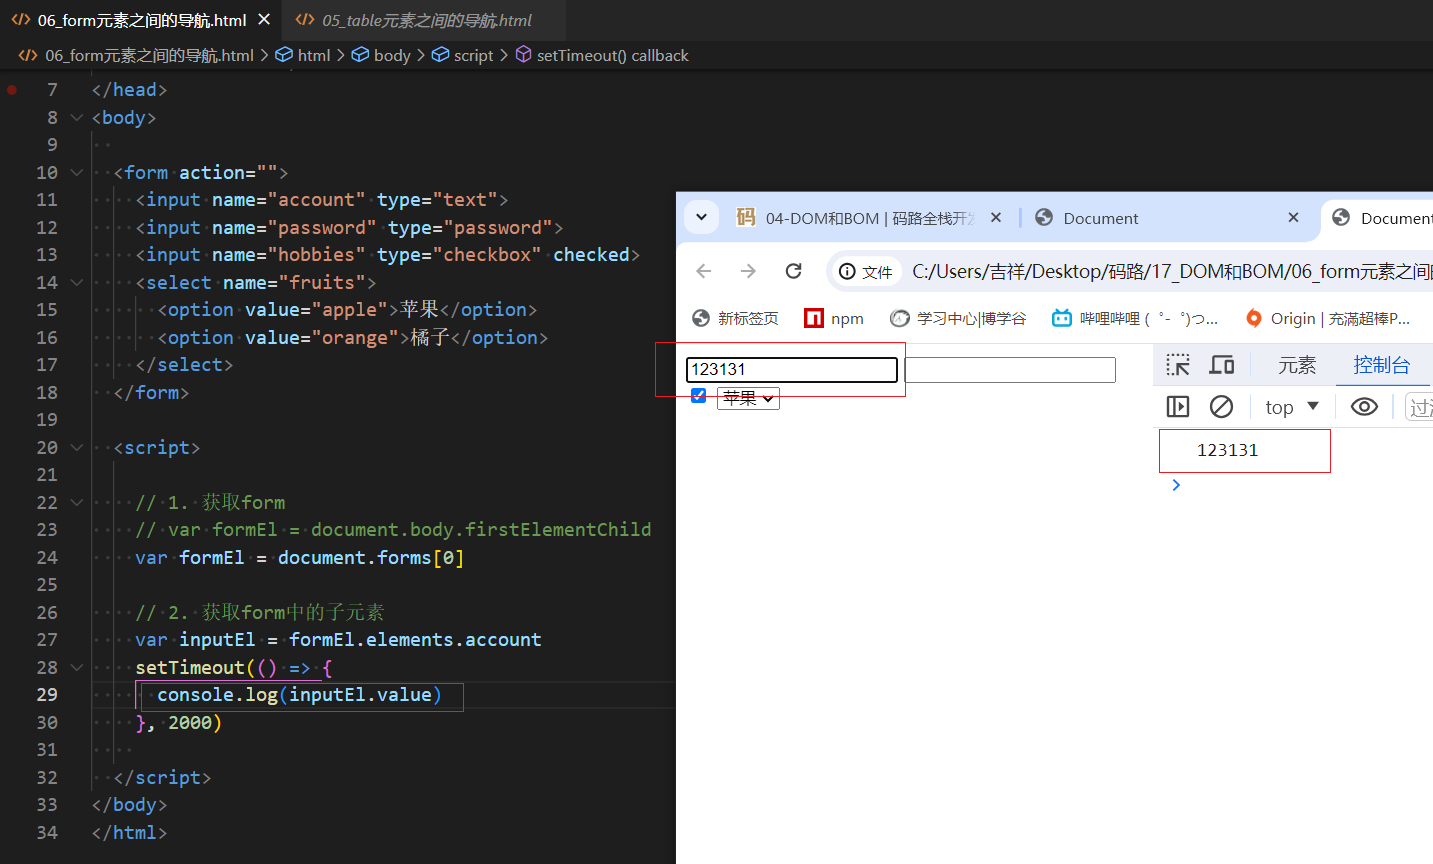 06_form元素之间的导航.html
05_table元素之间的导航.html
06_form元素之间的导航.html > html > body > script > setTimeout() callback
7 </head>
8 <body>
9
10 <form action="">
11 <input name="account" type="text">
12 <input name="password" type="password">
13 <input name="hobbies" type="checkbox" checked>
14 <select name="fruits">
15 <option value="apple">苹果</option>
16 <option value="orange">橘子</option>
17 </select>
18 </form>
19
20 <script>
21
22 // 1. 获取form
23 // var formEl = document.body.firstElementChild
24 var formEl = document.forms[0]
25
26 // 2. 获取form中的子元素
27 var inputEl = formEl.elements.account
28 setTimeout(() => {
29 console.log(inputEl.value)
30 }, 2000)
31
32 </script>
33 </body>
34 </html>
码 04-DOM和BOM | 码路全栈开
Document
Document
文件 C:/Users/吉祥/Desktop/码路/17_DOM和BOM/06_form元素之间
新标签页 npm 学习中心|博学谷 哔哩哔哩 (゜-゜)つ... Origin | 充满超棒P...
123131
苹果
元素 控制台
top 过
123131